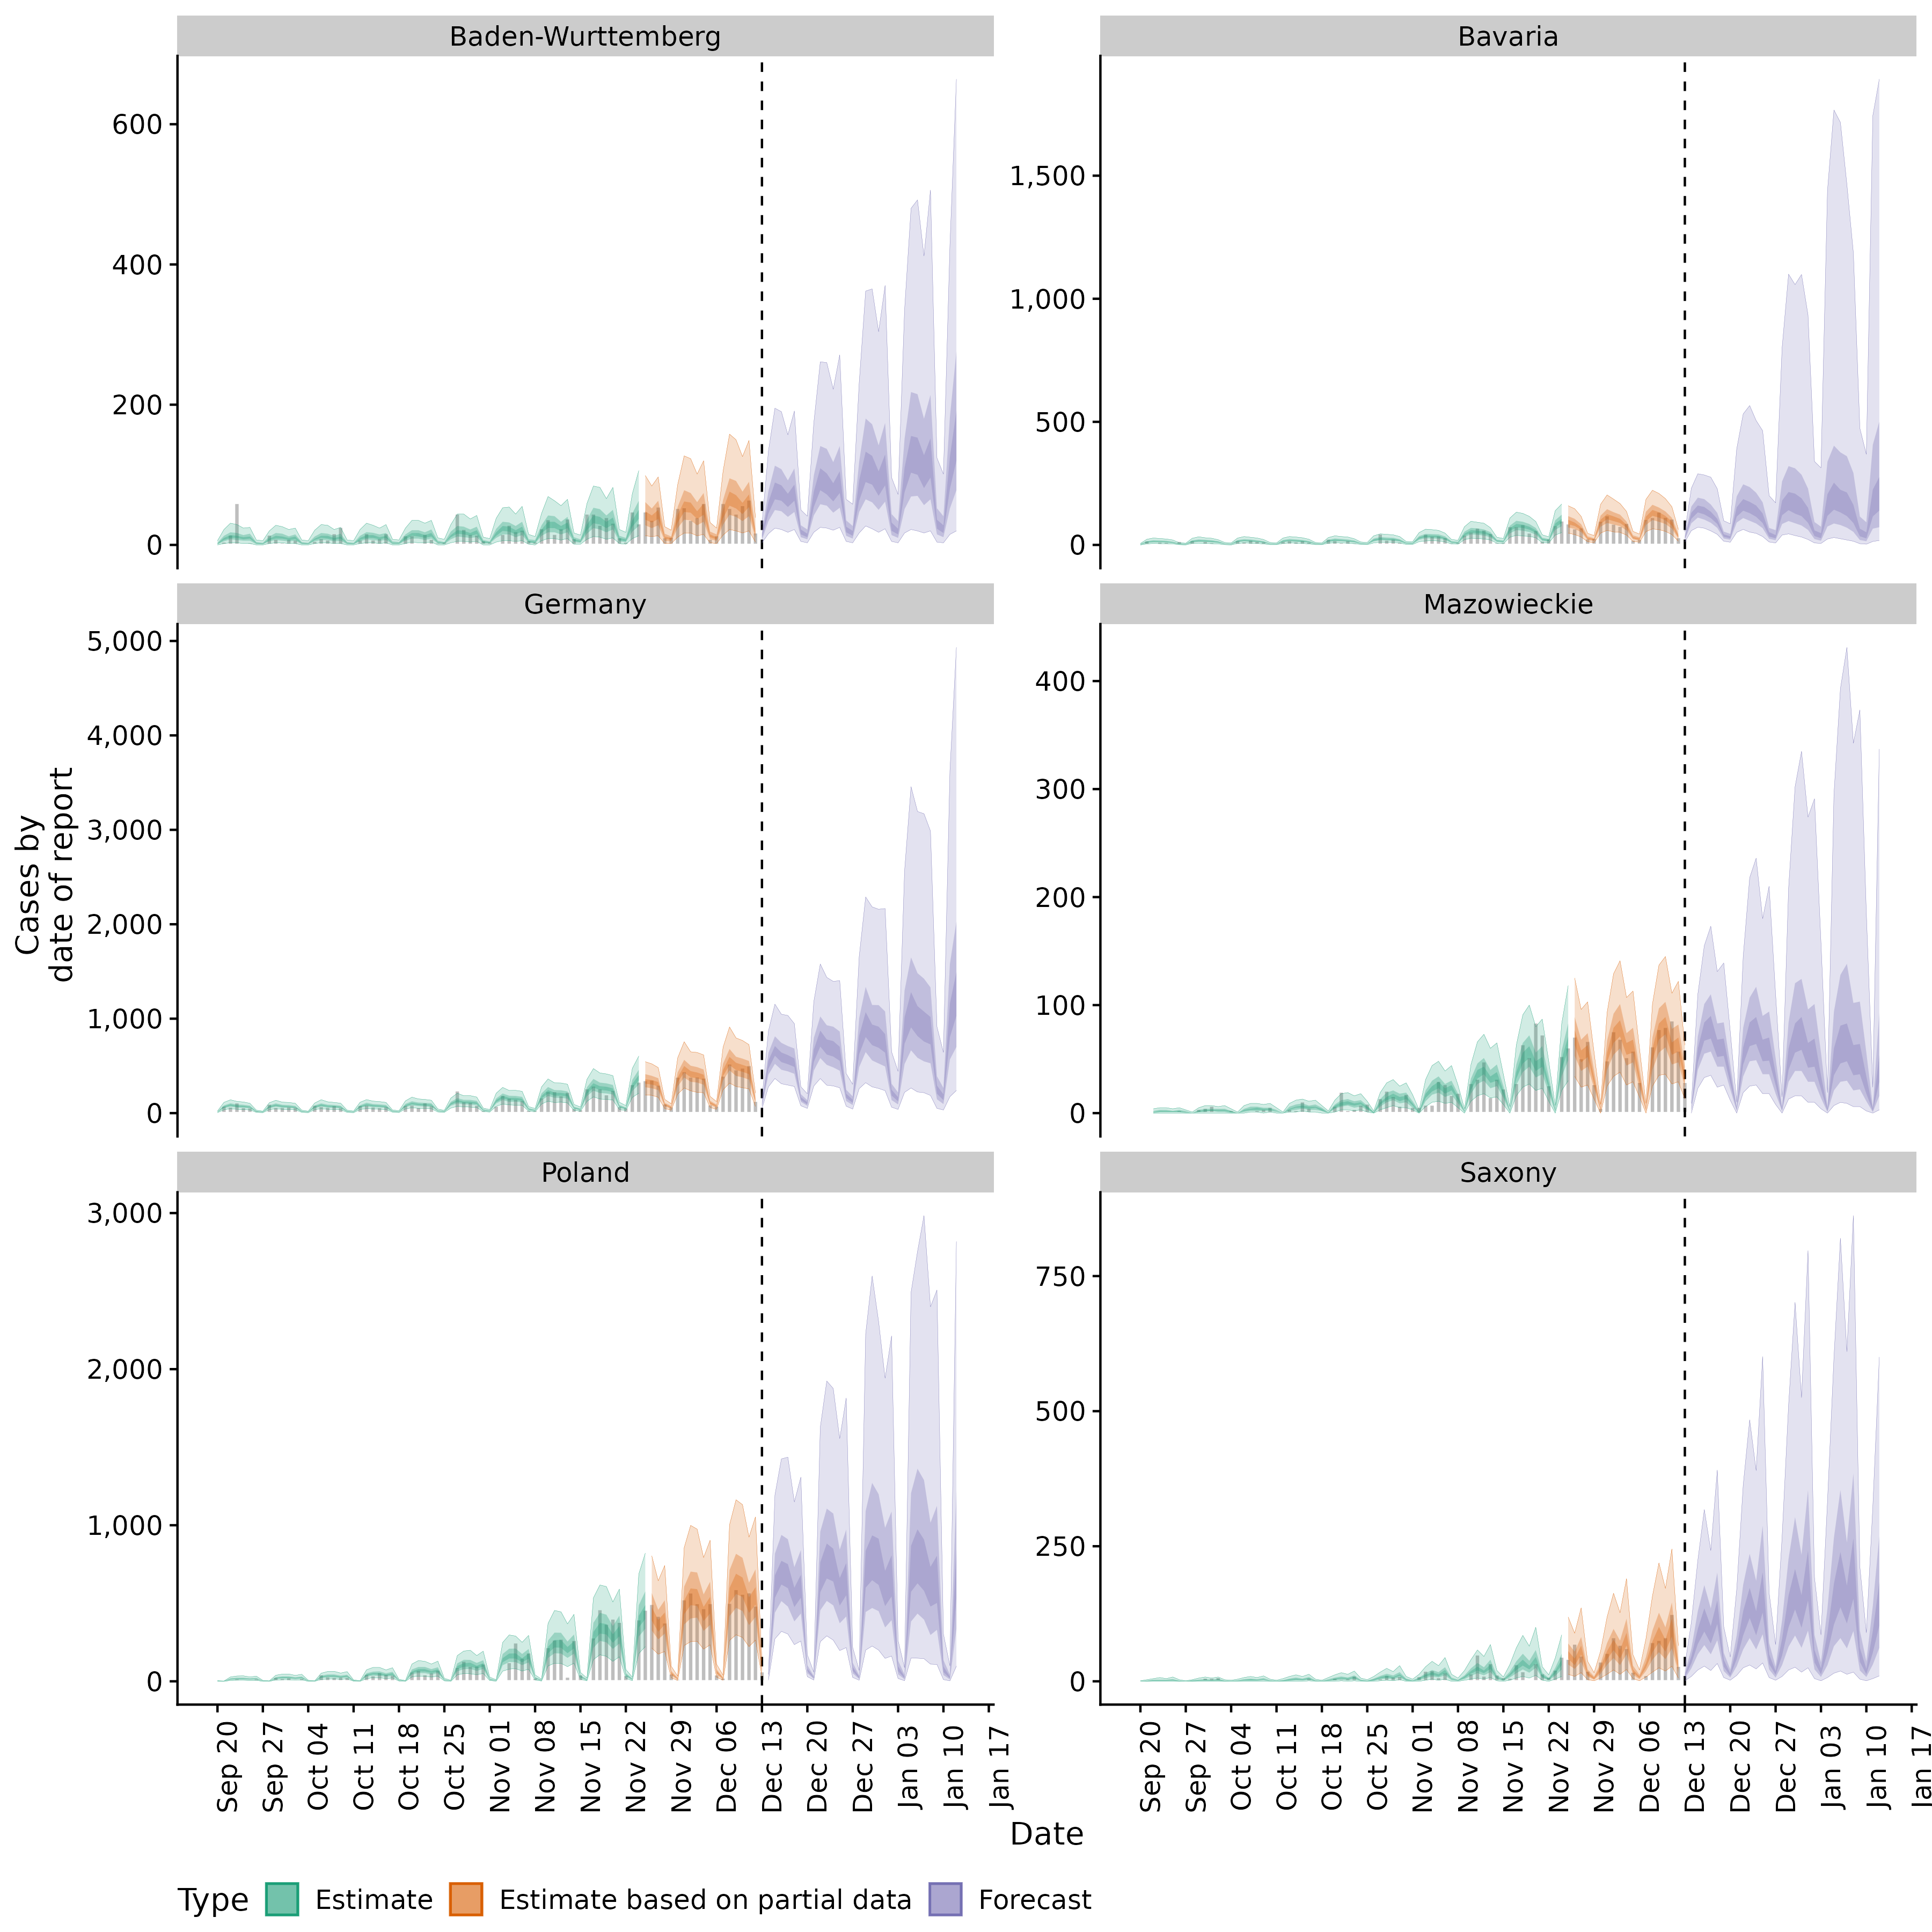 Baden-Wurttemberg
600
400
200
0
Bavaria
1,500
1,000
500
0
Germany
5,000
4,000
3,000
2,000
1,000
0
Mazowieckie
400
300
200
100
0
Poland
3,000
2,000
1,000
0
Saxony
750
500
250
0
Cases by
date of report
Sep 20
Sep 27
Oct 04
Oct 11
Oct 18
Oct 25
Nov 01
Nov 08
Nov 15
Nov 22
Nov 29
Dec 06
Dec 13
Dec 20
Dec 27
Jan 03
Jan 10
Jan 17
Sep 20
Sep 27
Oct 04
Oct 11
Oct 18
Oct 25
Nov 01
Nov 08
Nov 15
Nov 22
Nov 29
Dec 06
Dec 13
Dec 20
Dec 27
Jan 03
Jan 10
Jan 17
Date
Type Estimate Estimate based on partial data Forecast